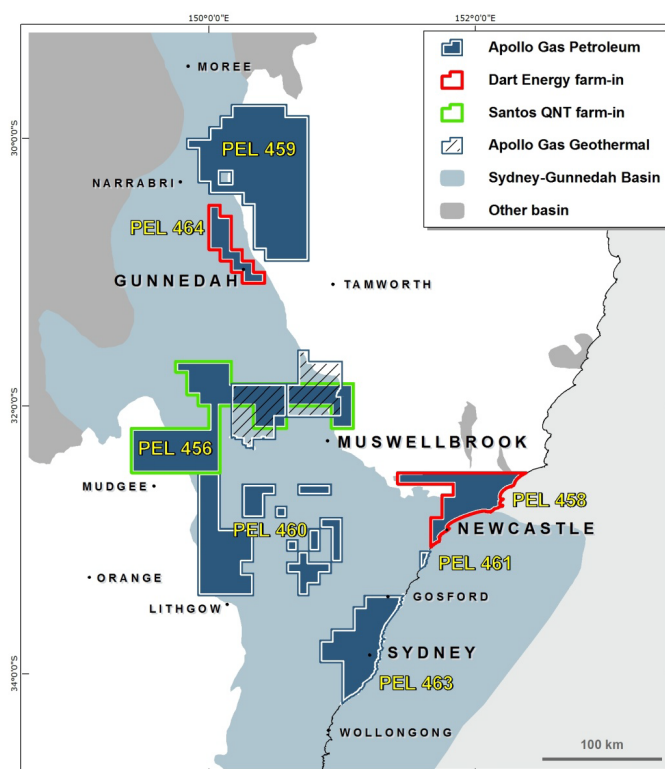 150°0'0"E
152°0'0"E
Apollo Gas Petroleum
Dart Energy farm-in
Santos QNT farm-in
Apollo Gas Geothermal
Sydney-Gunnedah Basin
Other basin
MOREE
30°0'0"S
PEL 459
NARRABRI
PEL 464
GUNNEDAH
TAMWORTH
32°0'0"S
MUSWELLBROOK
PEL 456
MUDGEE
PEL 458
PEL 460
NEWCASTLE
PEL 461
ORANGE
GOSFORD
LITHGOW
SYDNEY
34°0'0"S
PEL 463
WOLLONGONG
100 km